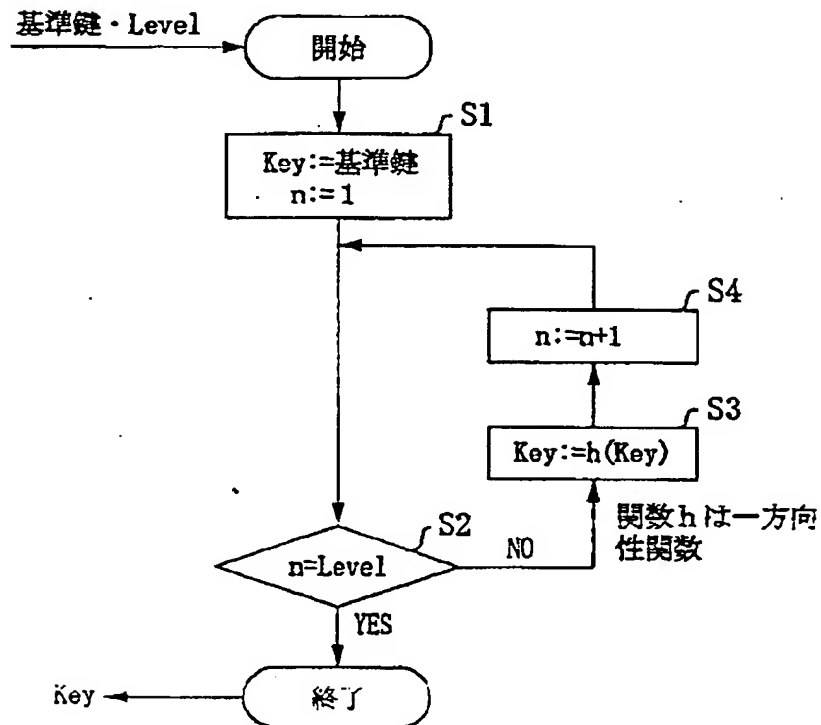 基準鍵・Level
開始
S1
Key:=基準鍵
n:=1
S4
n:=n+1
S3
Key:=h(Key)
関数hは一方向
性関数
S2
n=Level
NO
YES
Key
終了